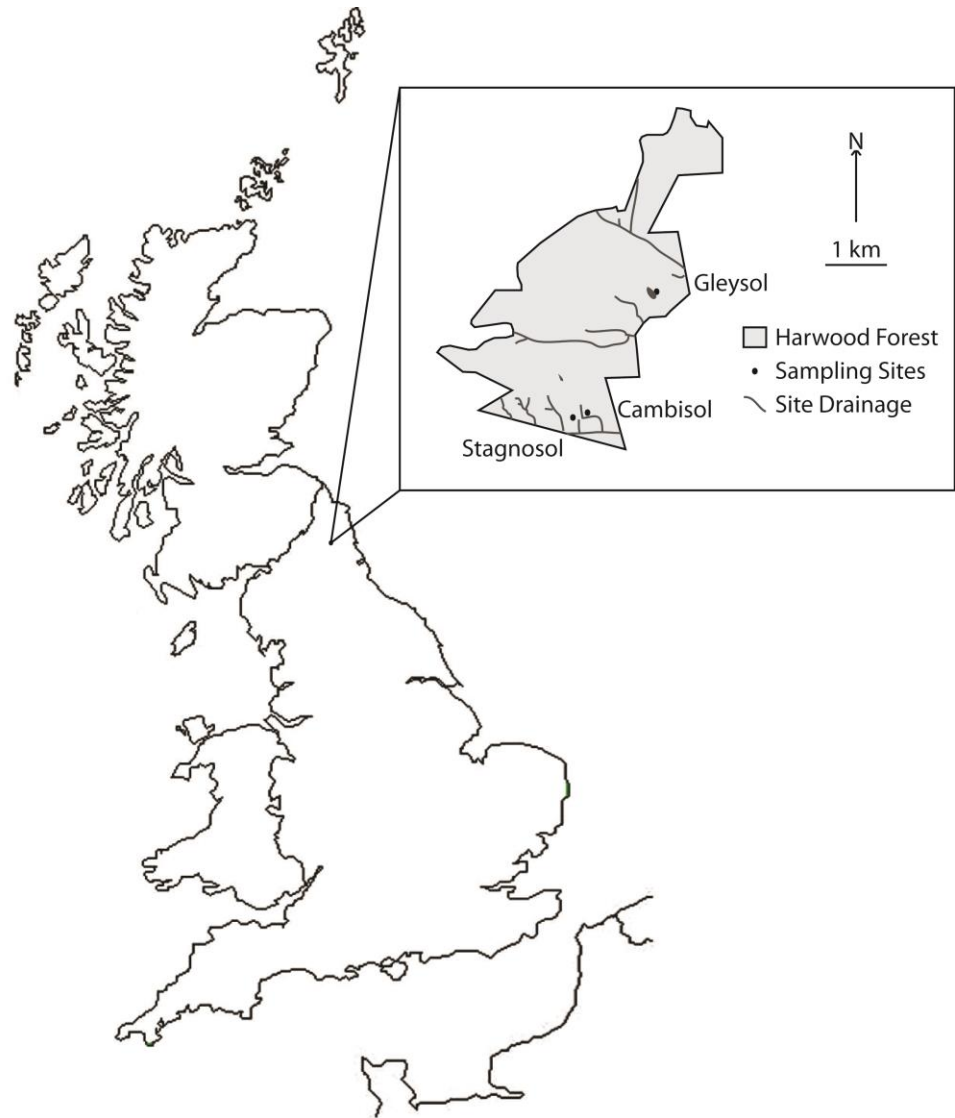 N
1 km
Gleysol
Harwood Forest
Sampling Sites
Site Drainage
Cambisol
Stagnosol